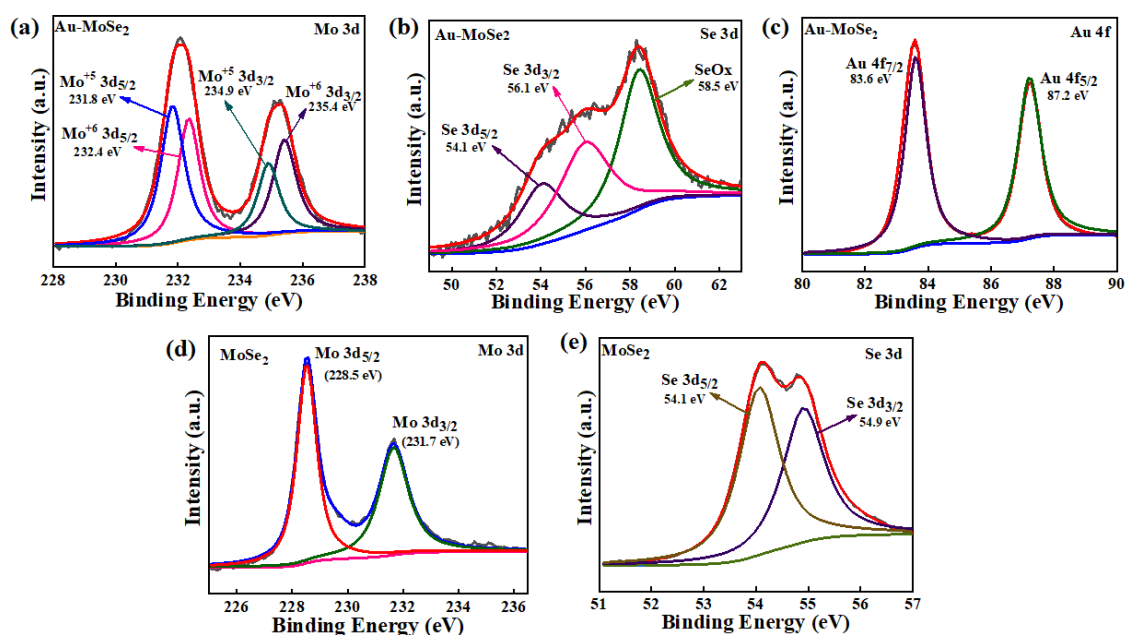 (a)
Au-MoSe2
Mo 3d
Mo+5 3d5/2
231.8 eV
Mo+6 3d5/2
232.4 eV
Mo+5 3d3/2
234.9 eV
Mo+6 3d3/2
235.4 eV
Intensity (a.u.)
228 230 232 234 236 238
Binding Energy (eV)
(b)
Au-MoSe2
Se 3d
Se 3d3/2
56.1 eV
SeOx
58.5 eV
Se 3d5/2
54.1 eV
Intensity (a.u.)
50 52 54 56 58 60 62
Binding Energy (eV)
(c)
Au-MoSe2
Au 4f
Au 4f7/2
83.6 eV
Au 4f5/2
87.2 eV
Intensity (a.u.)
80 82 84 86 88 90
Binding Energy (eV)
(d)
MoSe2
Mo 3d
Mo 3d5/2
(228.5 eV)
Mo 3d3/2
(231.7 eV)
Intensity (a.u.)
226 228 230 232 234 236
Binding Energy (eV)
(e)
MoSe2
Se 3d
Se 3d5/2
54.1 eV
Se 3d3/2
54.9 eV
Intensity (a.u.)
51 52 53 54 55 56 57
Binding Energy (eV)